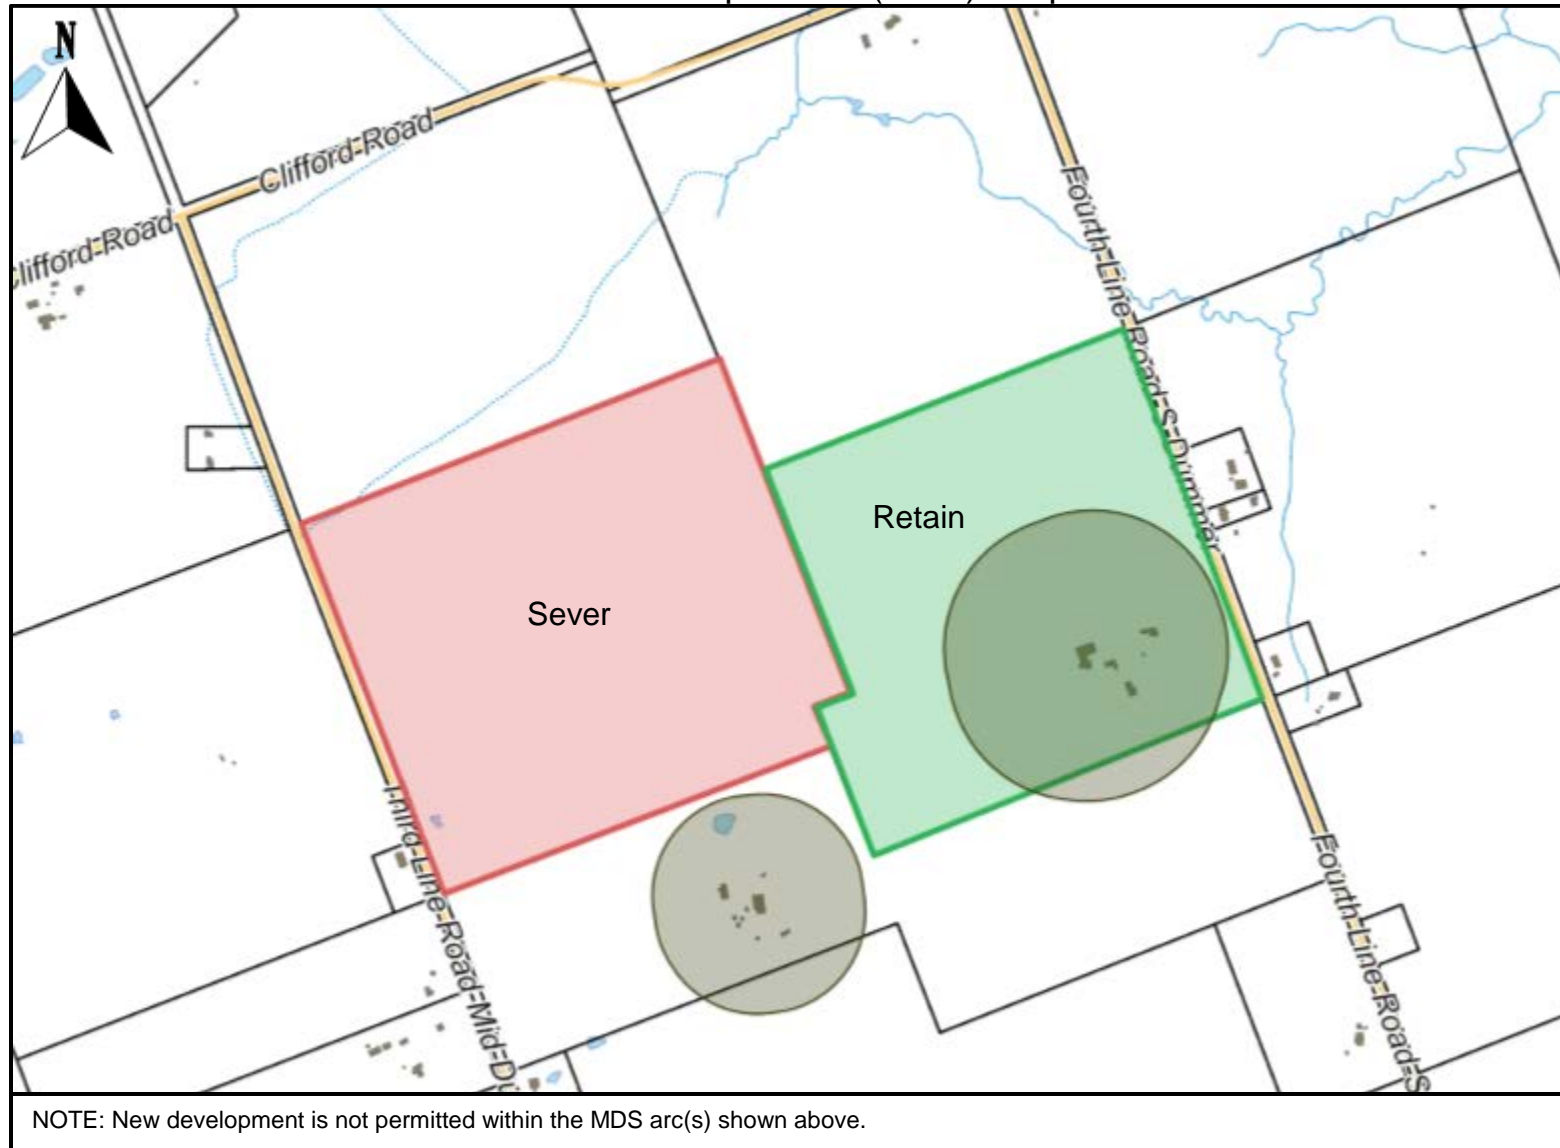 N
Clifford Road
Clifford Road
Fourth Line Road-S-Dummer
Retain
Sever
Third Line Road-Mid-Du
Fourth Line Road-S
NOTE: New development is not permitted within the MDS arc(s) shown above.